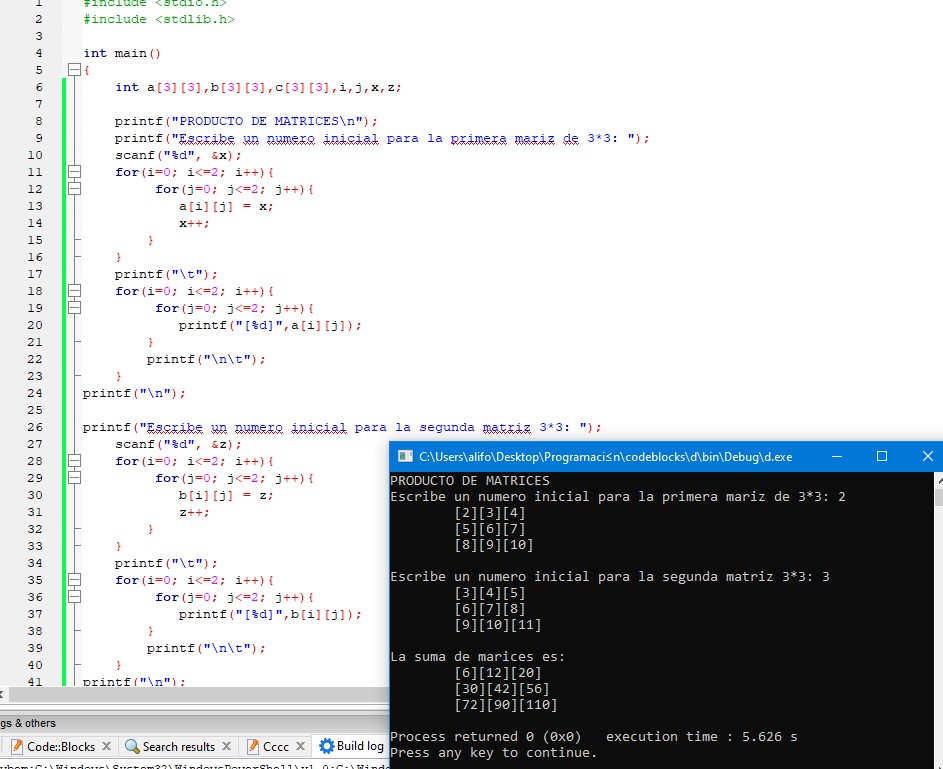 1 #include <stdio.h>
2 #include <stdlib.h>
3
4 int main()
5 {
6 int a[3][3],b[3][3],c[3][3],i,j,x,z;
7
8 printf("PRODUCTO DE MATRICES\n");
9 printf("Escribe un numero inicial para la primera mariz de 3*3: ");
10 scanf("%d", &x);
11 for(i=0; i<=2; i++){
12 for(j=0; j<=2; j++){
13 a[i][j] = x;
14 x++;
15 }
16 }
17 printf("\t");
18 for(i=0; i<=2; i++){
19 for(j=0; j<=2; j++){
20 printf("[%d]",a[i][j]);
21 }
22 printf("\n\t");
23 }
24 printf("\n");
25
26 printf("Escribe un numero inicial para la segunda matriz 3*3: ");
27 scanf("%d", &z);
28 for(i=0; i<=2; i++){
29 for(j=0; j<=2; j++){
30 b[i][j] = z;
31 z++;
32 }
33 }
34 printf("\t");
35 for(i=0; i<=2; i++){
36 for(j=0; j<=2; j++){
37 printf("[%d]",b[i][j]);
38 }
39 printf("\n\t");
40 }
41 printf("\n");
C:\Users\alifo\Desktop\Programaci≤n\codeblocks\d\bin\Debug\d.exe
PRODUCTO DE MATRICES
Escribe un numero inicial para la primera mariz de 3*3: 2
[2][3][4]
[5][6][7]
[8][9][10]
Escribe un numero inicial para la segunda matriz 3*3: 3
[3][4][5]
[6][7][8]
[9][10][11]
La suma de marices es:
[6][12][20]
[30][42][56]
[72][90][110]
Process returned 0 (0x0) execution time : 5.626 s
Press any key to continue.
gs & others
Code::Blocks Search results Cccc Build log